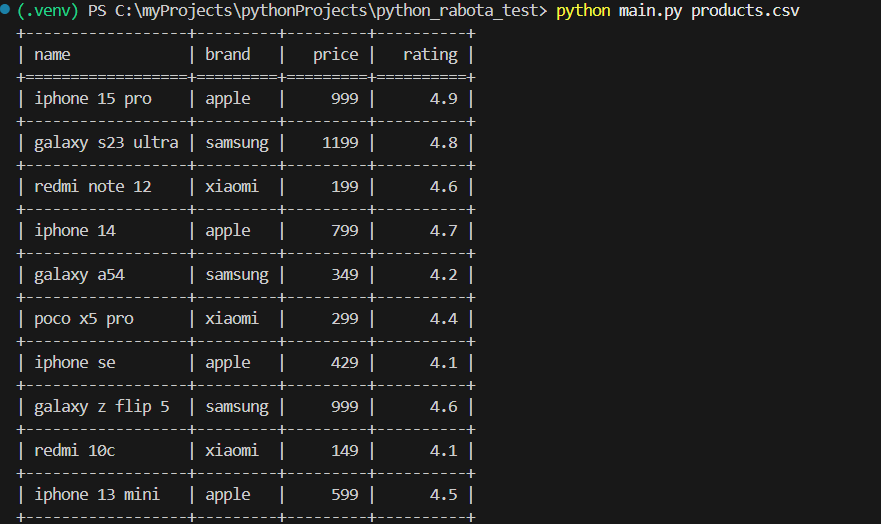 (.venv) PS C:\myProjects\pythonProjects\python_rabota_test> python main.py products.csv
+------------------+---------+---------+----------+
| name             | brand   |   price |   rating |
+==================+=========+=========+==========+
| iphone 15 pro    | apple   |     999 |      4.9 |
+------------------+---------+---------+----------+
| galaxy s23 ultra | samsung |    1199 |      4.8 |
+------------------+---------+---------+----------+
| redmi note 12    | xiaomi  |     199 |      4.6 |
+------------------+---------+---------+----------+
| iphone 14        | apple   |     799 |      4.7 |
+------------------+---------+---------+----------+
| galaxy a54       | samsung |     349 |      4.2 |
+------------------+---------+---------+----------+
| poco x5 pro      | xiaomi  |     299 |      4.4 |
+------------------+---------+---------+----------+
| iphone se        | apple   |     429 |      4.1 |
+------------------+---------+---------+----------+
| galaxy z flip 5  | samsung |     999 |      4.6 |
+------------------+---------+---------+----------+
| redmi 10c        | xiaomi  |     149 |      4.1 |
+------------------+---------+---------+----------+
| iphone 13 mini   | apple   |     599 |      4.5 |
+------------------+---------+---------+----------+